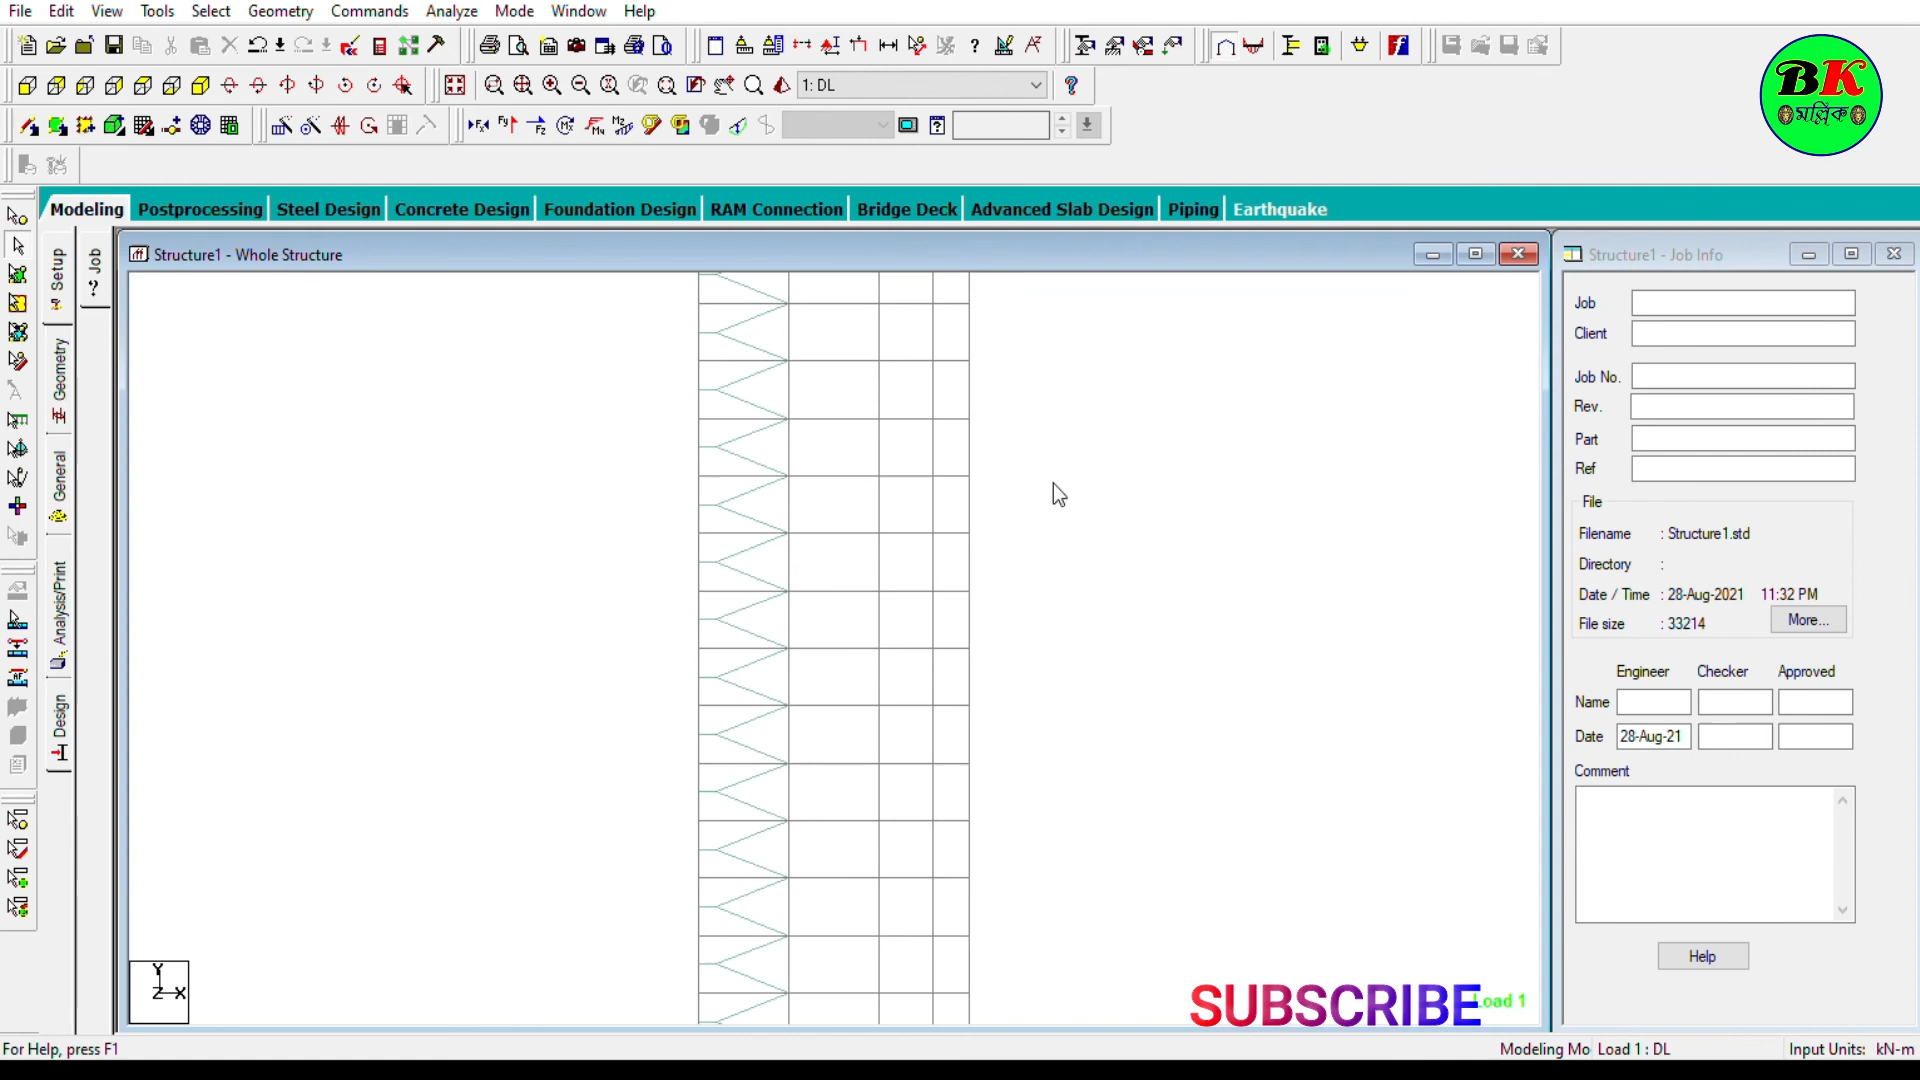 File Edit View Tools Select Geometry Commands Analyze Mode Window Help
1: DL
BK
মল্লিক
Modeling Postprocessing Steel Design Concrete Design Foundation Design RAM Connection Bridge Deck Advanced Slab Design Piping Earthquake
Setup
Geometry
General
Analysis/Print
Design
Job
Structure1 - Whole Structure
Structure1 - Job Info
Job
Client
Job No.
Rev.
Part
Ref
File
Filename : Structure1.std
Directory :
Date / Time : 28-Aug-2021 11:32 PM
File size : 33214
More...
Engineer Checker Approved
Name
Date 28-Aug-21
Comment
Help
Y
Z X
SUBSCRIBE
Load 1
For Help, press F1
Modeling Mo Load 1 : DL
Input Units: kN-m